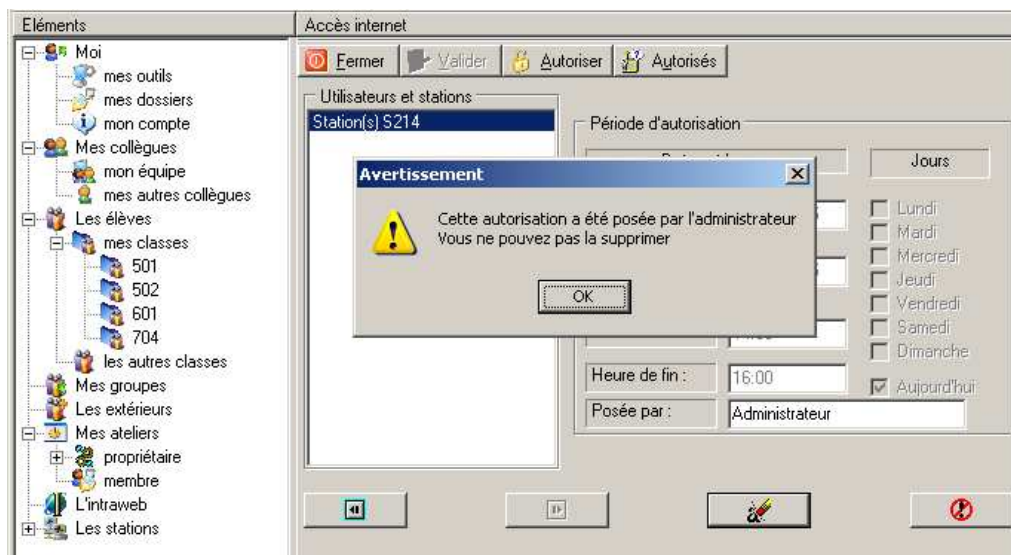 Eléments
Moi
mes outils
mes dossiers
mon compte
Mes collègues
mon équipe
mes autres collègues
Les élèves
mes classes
501
502
601
704
les autres classes
Mes groupes
Les extérieurs
Mes ateliers
propriétaire
membre
L'intraweb
Les stations
Accès internet
Fermer
Valider
Autoriser
Autorisés
Utilisateurs et stations
Station(s) S214
Période d'autorisation
Jours
Avertissement
Cette autorisation a été posée par l'administrateur
Vous ne pouvez pas la supprimer
OK
Lundi
Mardi
Mercredi
Jeudi
Vendredi
Samedi
Dimanche
Aujourd'hui
Heure de fin :
16:00
Posée par :
Administrateur